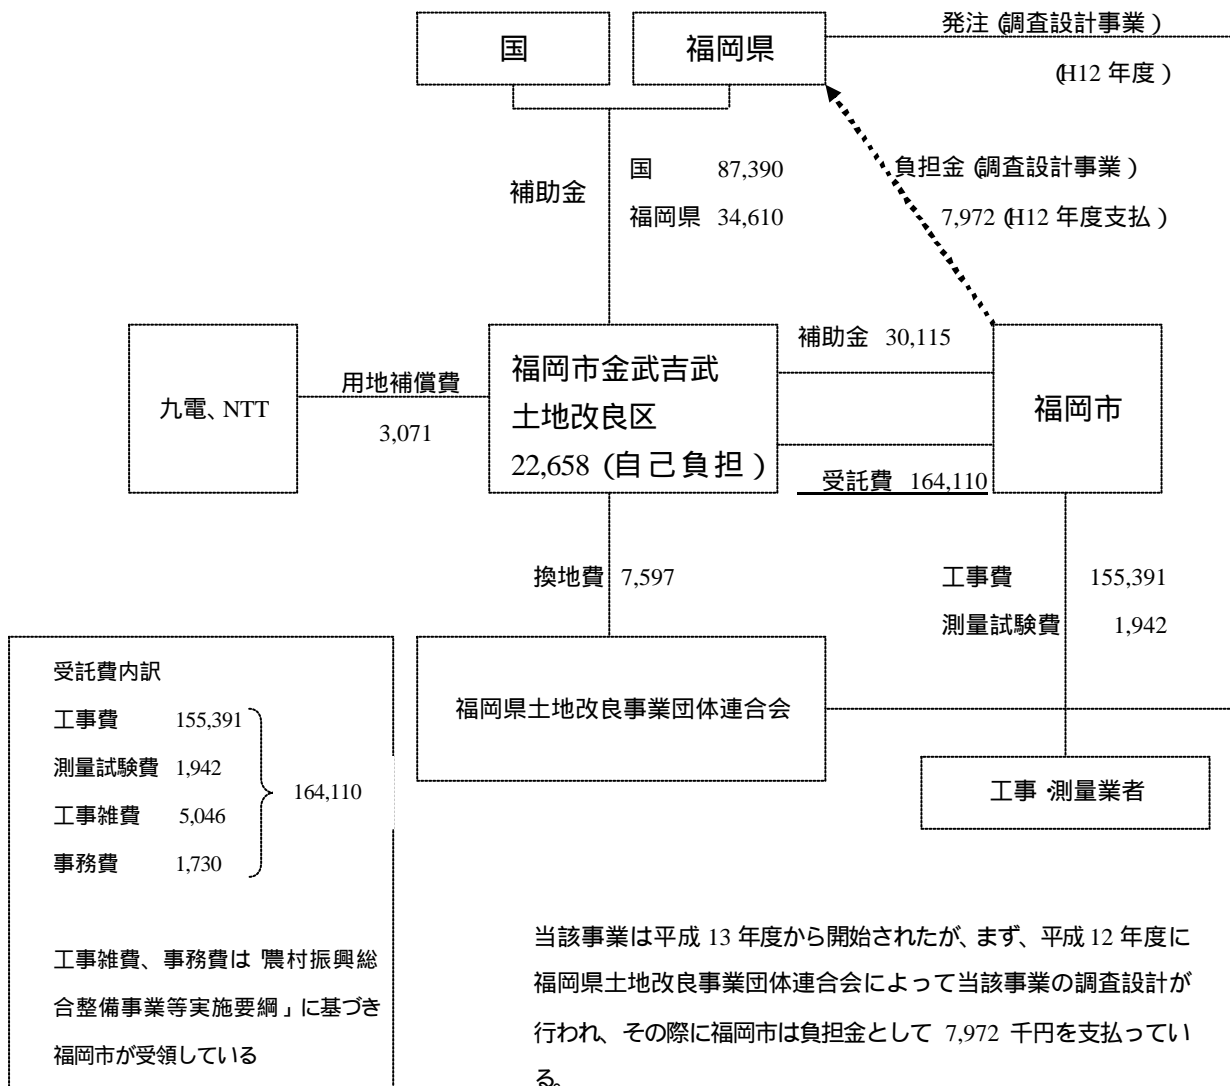 国
福岡県
発注 (調査設計事業)
(H12 年度)
補助金
国 87,390
福岡県 34,610
負担金 (調査設計事業)
7,972 (H12 年度支払)
九電、NTT
用地補償費
3,071
福岡市金武吉武
土地改良区
22,658 (自己負担)
補助金 30,115
受託費 164,110
福岡市
換地費 7,597
工事費 155,391
測量試験費 1,942
福岡県土地改良事業団体連合会
工事・測量業者
受託費内訳
工事費 155,391
測量試験費 1,942
工事雑費 5,046
事務費 1,730
164,110
工事雑費、事務費は「農村振興総
合整備事業等実施要綱」に基づき
福岡市が受領している
当該事業は平成 13 年度から開始されたが、まず、平成 12 年度に
福岡県土地改良事業団体連合会によって当該事業の調査設計が
行われ、その際に福岡市は負担金として 7,972 千円を支払ってい
る。